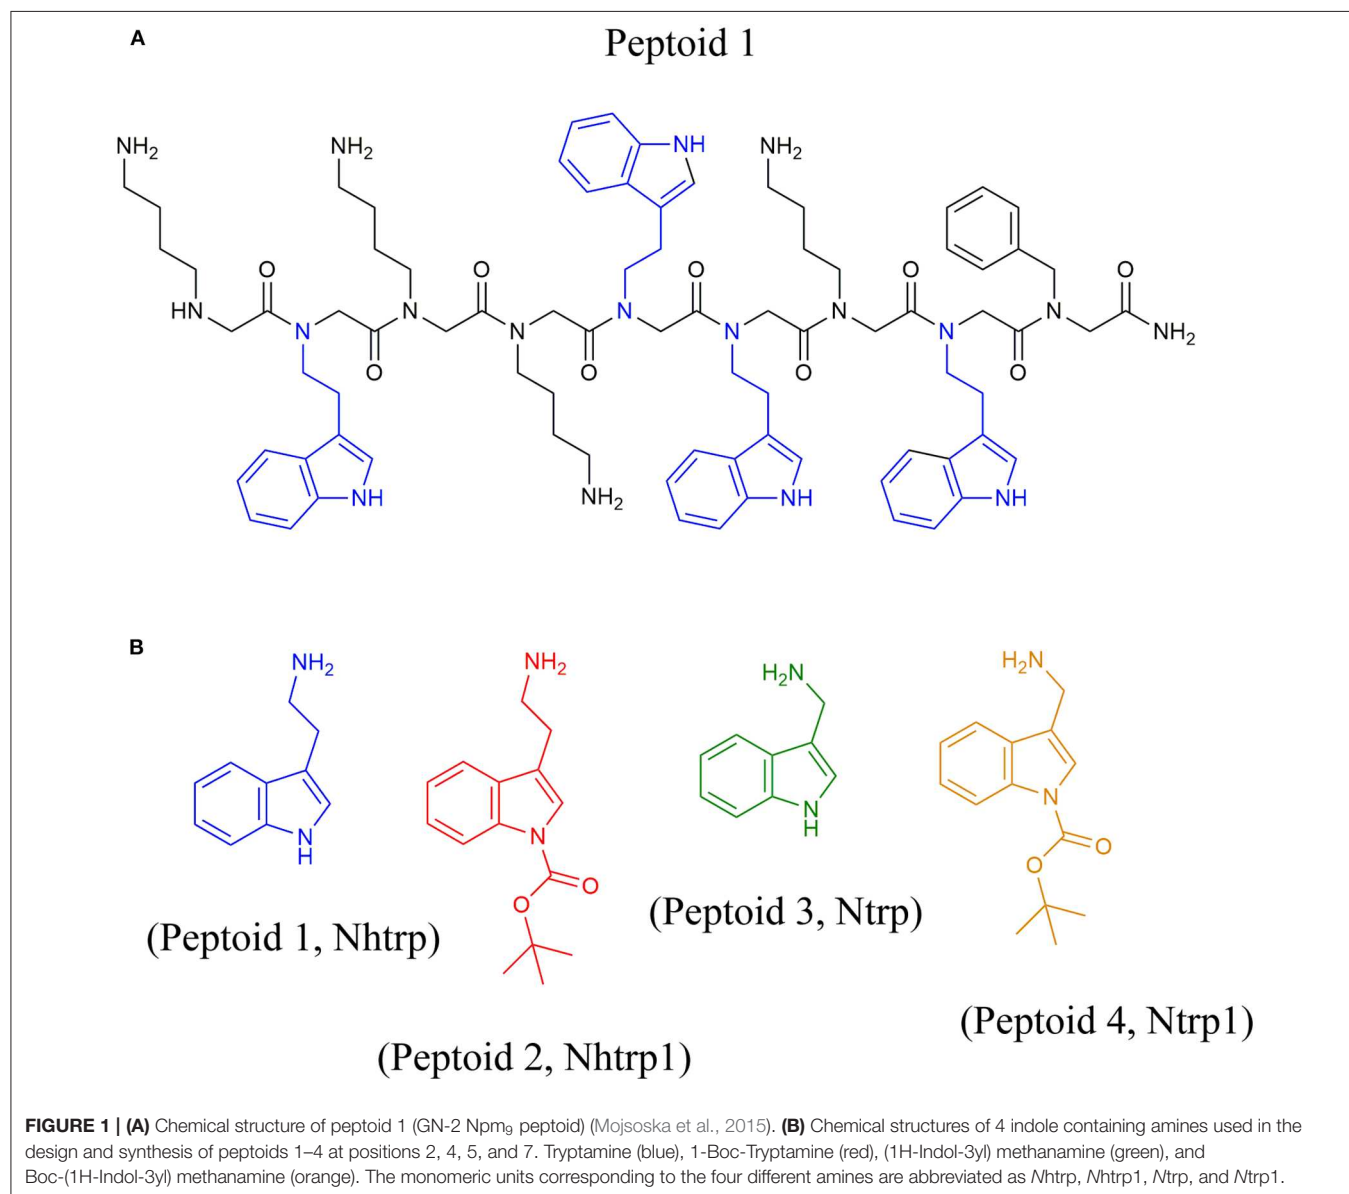 A
Peptoid 1
NH2
NH2
NH
NH2
O
O
O
O
O
HN
N
N
N
N
N
N
N
N
NH2
O
O
O
O
NH
NH2
NH
NH
B
NH2
NH2
H2N
H2N
N
H
N
O
O
N
H
N
O
O
(Peptoid 1, Nhtrp)
(Peptoid 2, Nhtrp1)
(Peptoid 3, Ntrp)
(Peptoid 4, Ntrp1)
FIGURE 1 | (A) Chemical structure of peptoid 1 (GN-2 Npm9 peptoid) (Mojsoska et al., 2015). (B) Chemical structures of 4 indole containing amines used in the
design and synthesis of peptoids 1–4 at positions 2, 4, 5, and 7. Tryptamine (blue), 1-Boc-Tryptamine (red), (1H-Indol-3yl) methanamine (green), and
Boc-(1H-Indol-3yl) methanamine (orange). The monomeric units corresponding to the four different amines are abbreviated as Nhtrp, Nhtrp1, Ntrp, and Ntrp1.